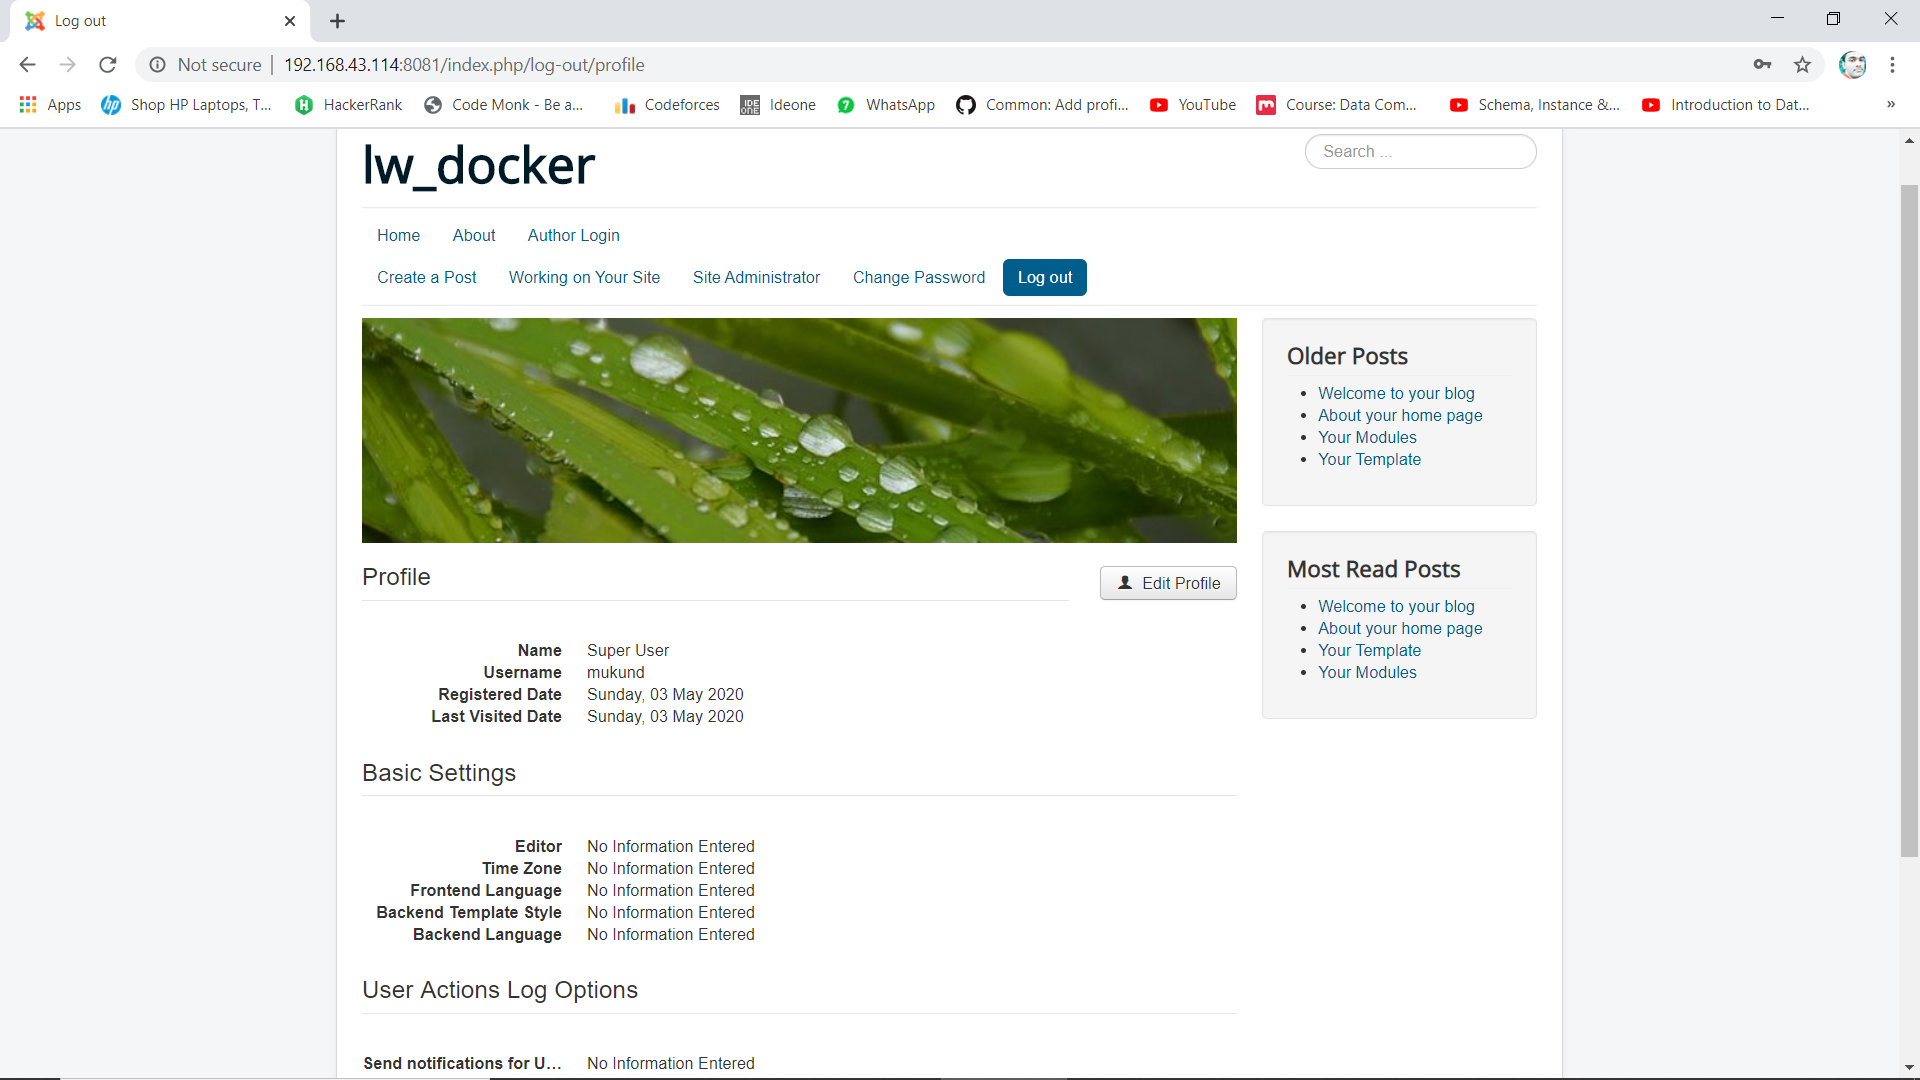 Log out
Not secure | 192.168.43.114:8081/index.php/log-out/profile
Apps Shop HP Laptops, T... HackerRank Code Monk - Be a... Codeforces IDE ONE Ideone 7 WhatsApp Common: Add profi... YouTube m Course: Data Com... Schema, Instance &... Introduction to Dat... »
lw_docker
Search ...
Home About Author Login
Create a Post Working on Your Site Site Administrator Change Password Log out
Profile
Edit Profile
Name Super User
Username mukund
Registered Date Sunday, 03 May 2020
Last Visited Date Sunday, 03 May 2020
Basic Settings
Editor No Information Entered
Time Zone No Information Entered
Frontend Language No Information Entered
Backend Template Style No Information Entered
Backend Language No Information Entered
User Actions Log Options
Send notifications for U... No Information Entered
Older Posts
Welcome to your blog
About your home page
Your Modules
Your Template
Most Read Posts
Welcome to your blog
About your home page
Your Template
Your Modules